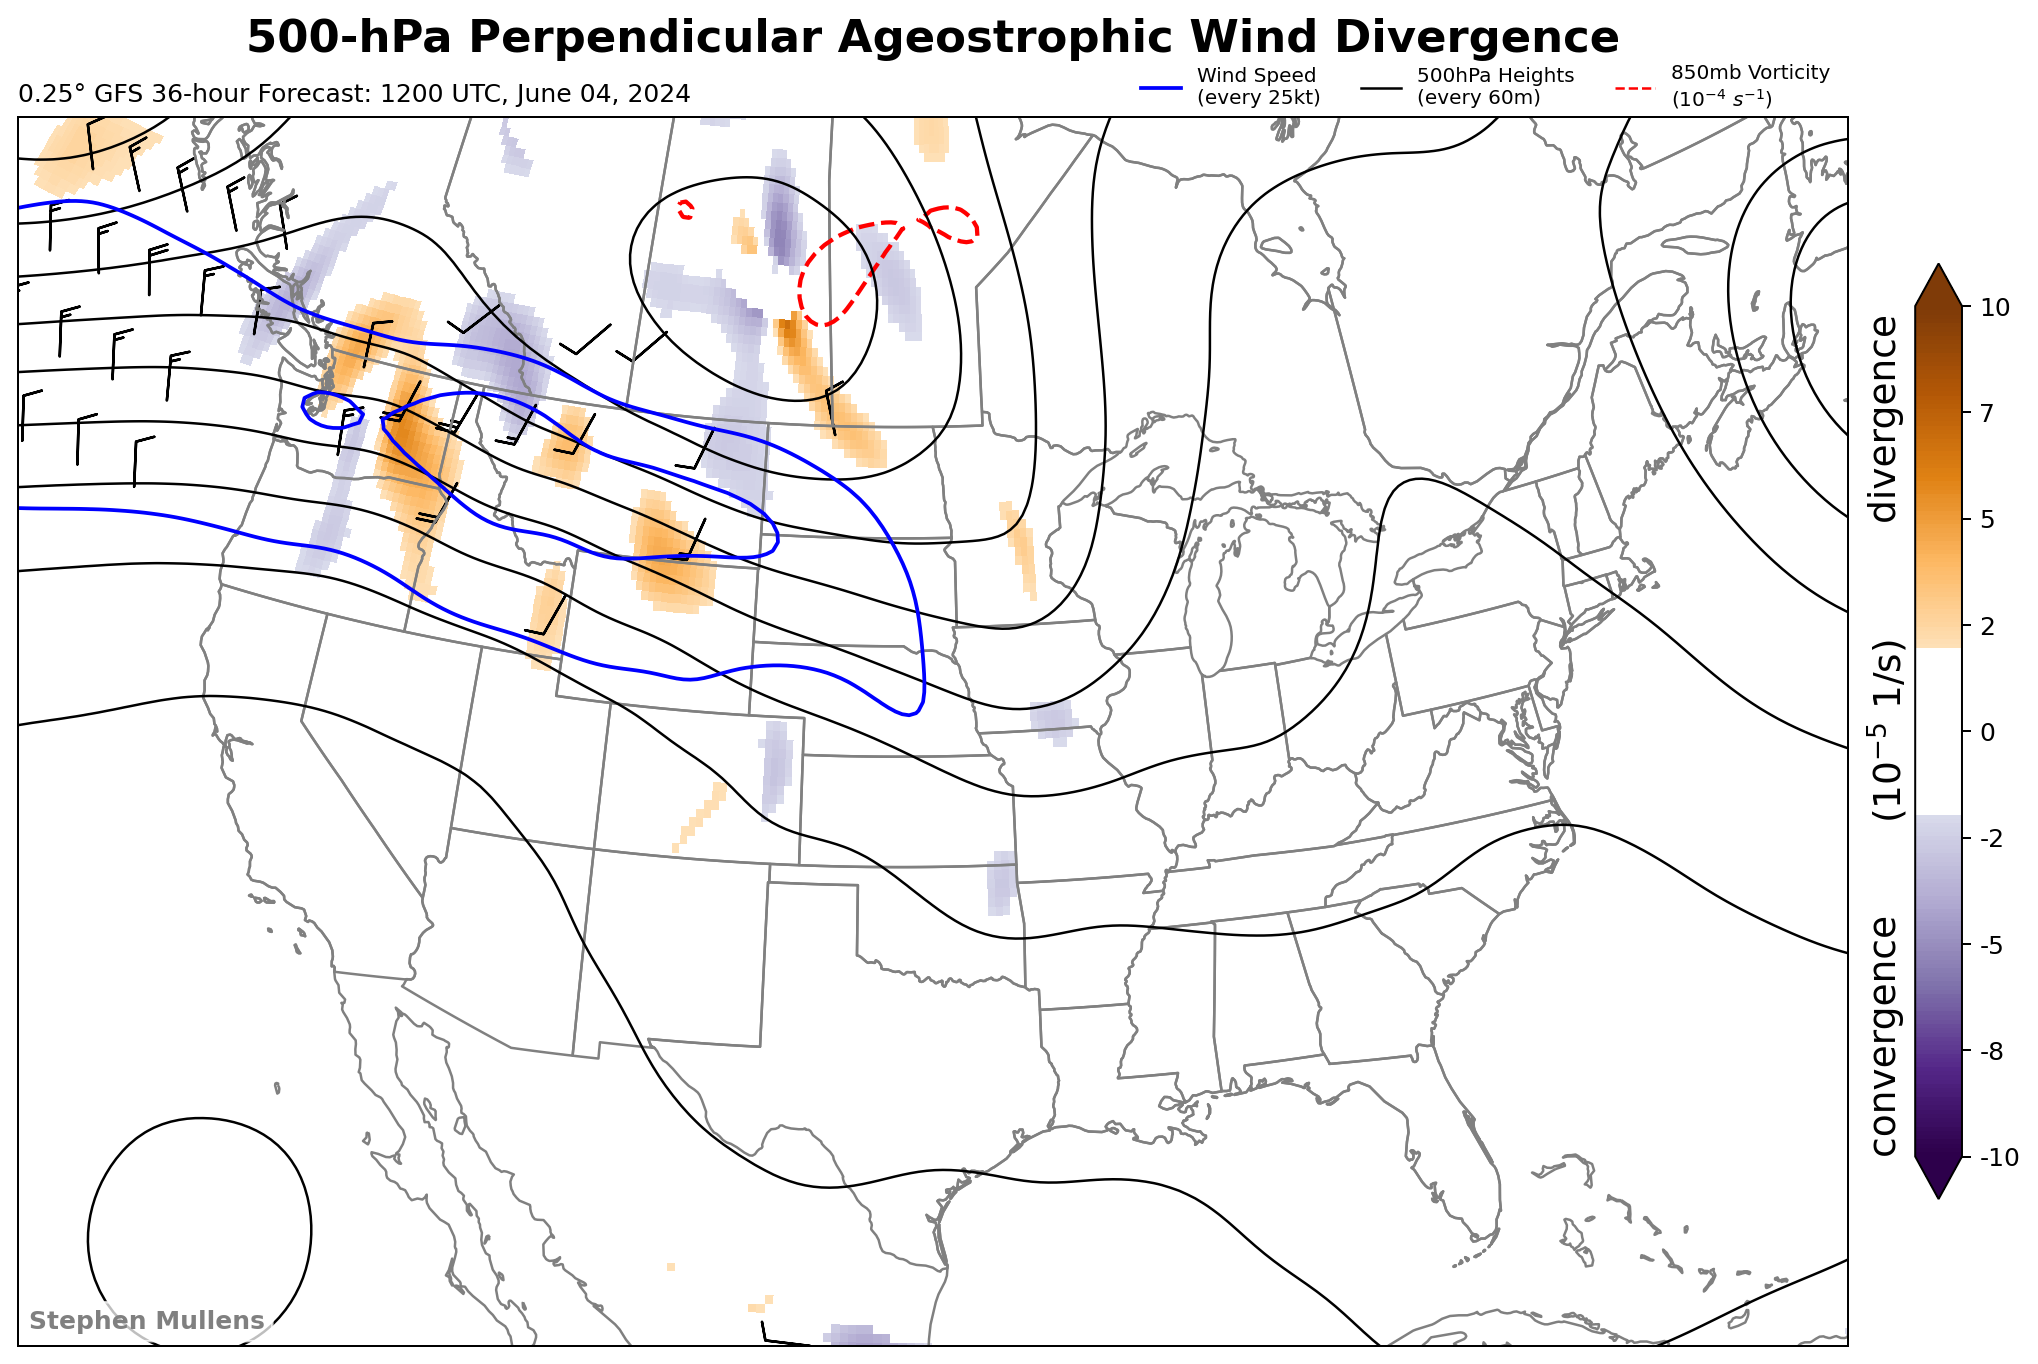 500-hPa Perpendicular Ageostrophic Wind Divergence
0.25° GFS 36-hour Forecast: 1200 UTC, June 04, 2024
Wind Speed
(every 25kt)
500hPa Heights
(every 60m)
850mb Vorticity
(10⁻⁴ s⁻¹)
divergence
(10⁻⁵ 1/s)
convergence
10
7
5
2
0
-2
-5
-8
-10
Stephen Mullens